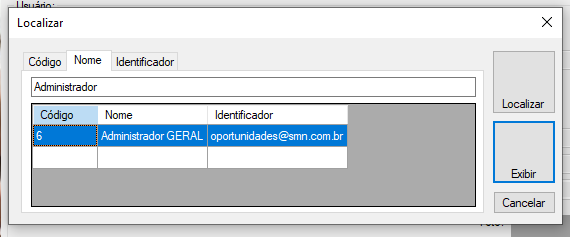 Usuário:
Localizar
Código Nome Identificador
Administrador
Código Nome Identificador
6 Administrador GERAL oportunidades@smn.com.br
Localizar
Exibir
Cancelar